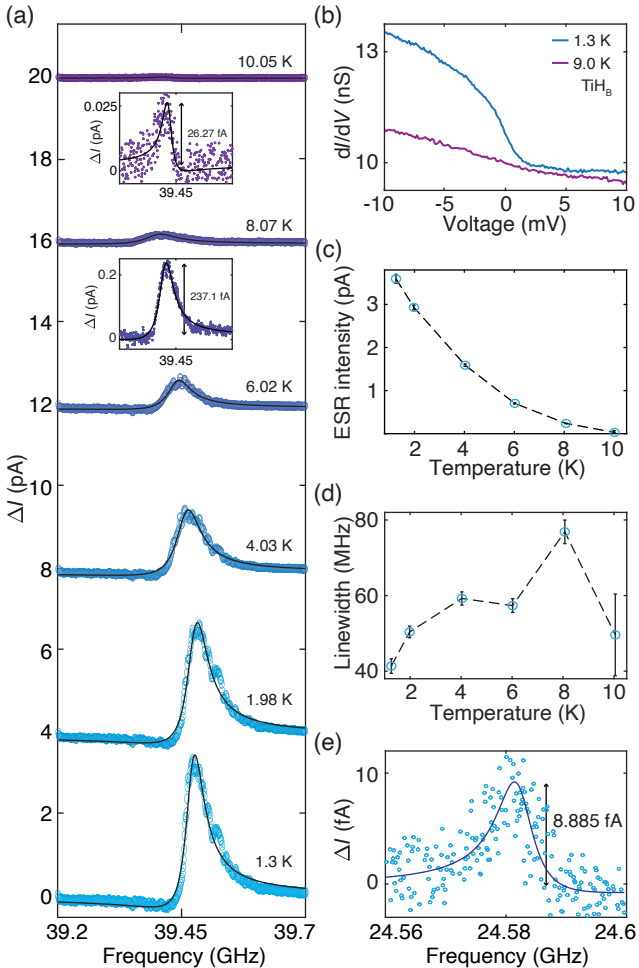 (a)
20
18
16
14
12
10
8
6
4
2
0
ΔI (pA)
10.05 K
0.025
0
ΔI (pA)
26.27 fA
39.45
8.07 K
0.2
0
ΔI (pA)
237.1 fA
39.45
6.02 K
4.03 K
1.98 K
1.3 K
39.2
39.45
39.7
Frequency (GHz)
(b)
13
10
dI/dV (nS)
1.3 K
9.0 K
TiH_B
-10
-5
0
5
10
Voltage (mV)
(c)
3
2
1
ESR intensity (pA)
2
4
6
8
10
Temperature (K)
(d)
80
60
40
Linewidth (MHz)
2
4
6
8
10
Temperature (K)
(e)
10
0
ΔI (fA)
8.885 fA
24.56
24.58
24.6
Frequency (GHz)